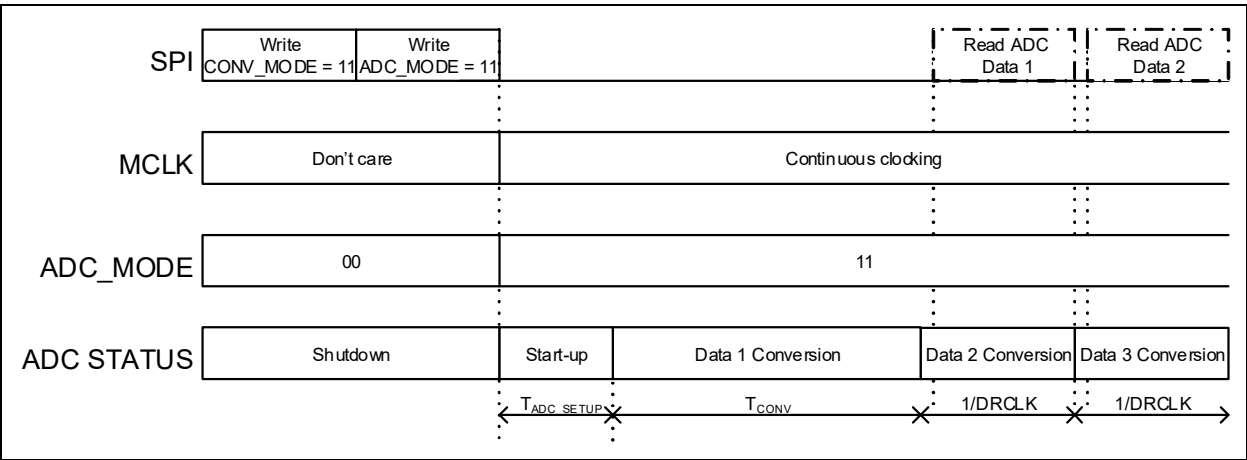 SPI
Write
CONV_MODE = 11
Write
ADC_MODE = 11
Read ADC
Data 1
Read ADC
Data 2
MCLK
Don't care
Continuous clocking
ADC_MODE
00
11
ADC STATUS
Shutdown
Start-up
Data 1 Conversion
Data 2 Conversion
Data 3 Conversion
TADC_SETUP
TCONV
1/DRCLK
1/DRCLK